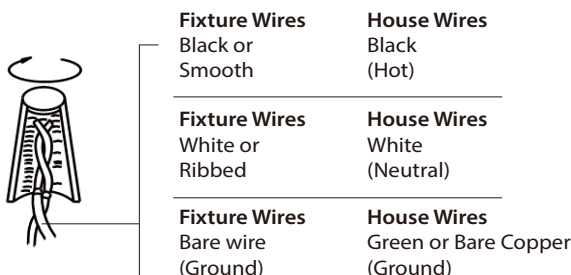 Fixture Wires House Wires
Black or Black
Smooth (Hot)
Fixture Wires House Wires
White or White
Ribbed (Neutral)
Fixture Wires House Wires
Bare wire Green or Bare Copper
(Ground) (Ground)